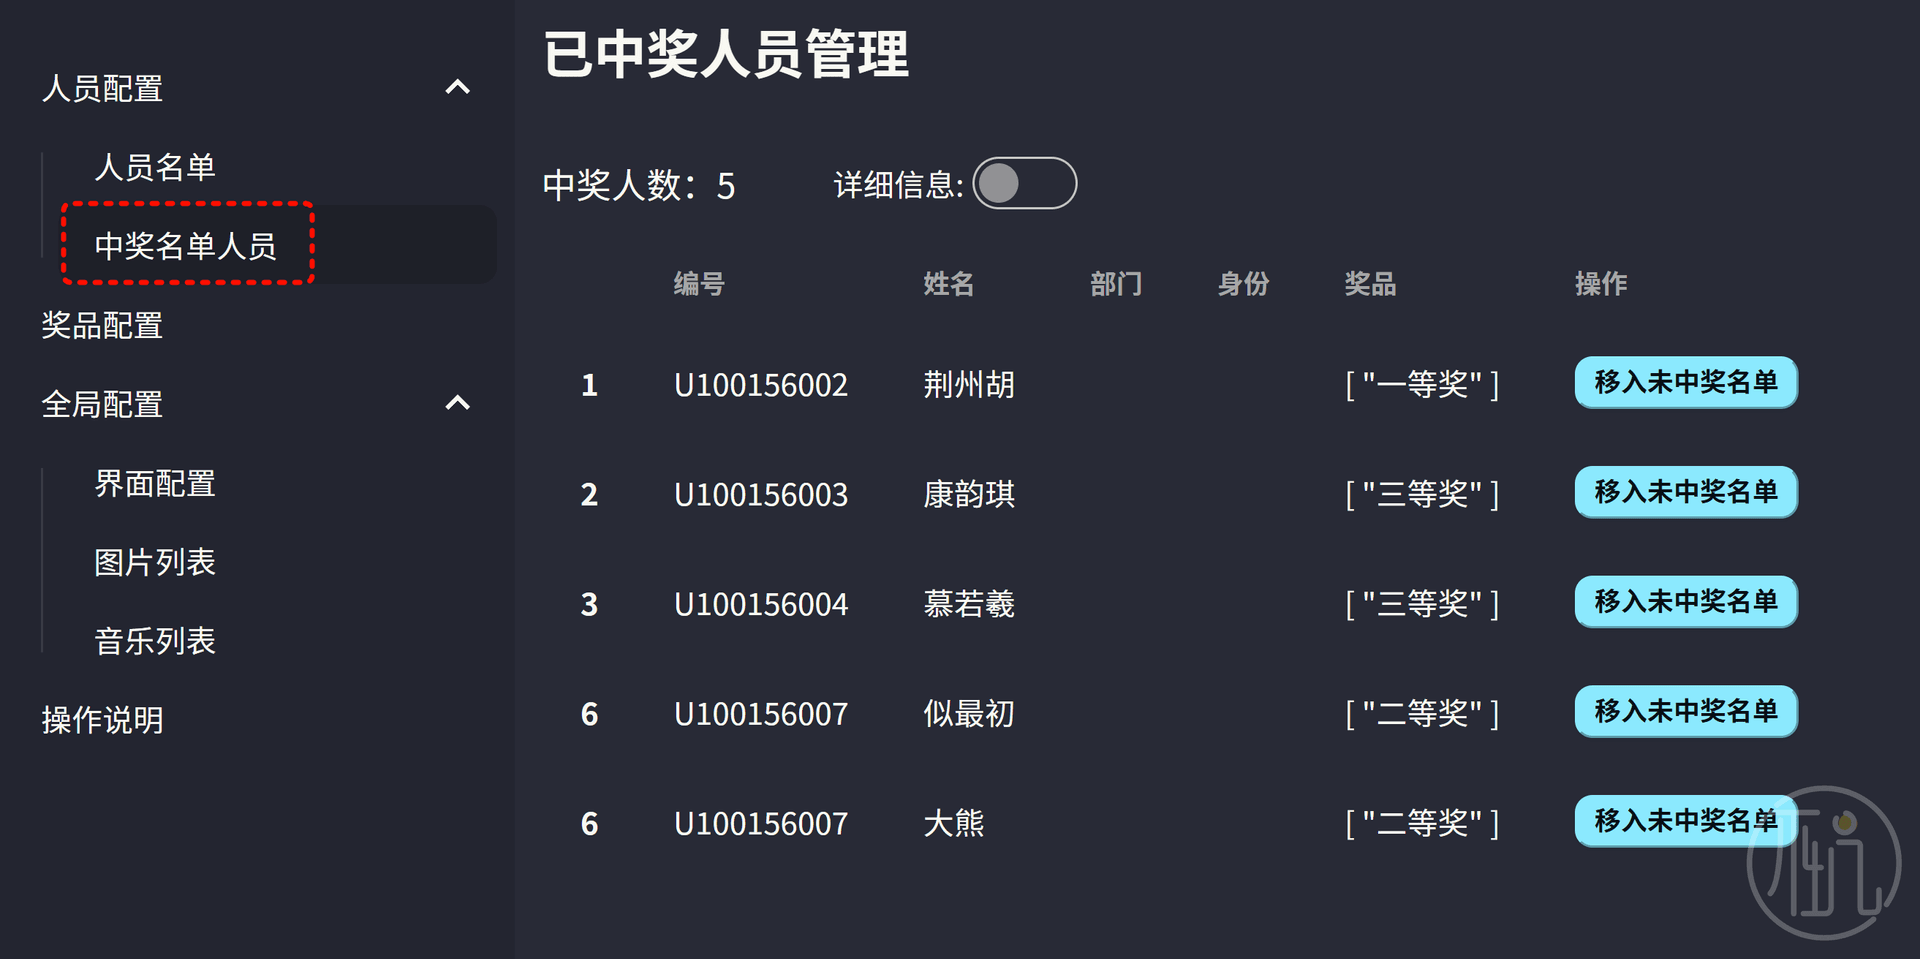 人员配置
人员名单
中奖名单人员
奖品配置
全局配置
界面配置
图片列表
音乐列表
操作说明
已中奖人员管理
中奖人数：5 详细信息:
编号 姓名 部门 身份 奖品 操作
1 U100156002 荆州胡 [ "一等奖" ] 移入未中奖名单
2 U100156003 康韵琪 [ "三等奖" ] 移入未中奖名单
3 U100156004 慕若羲 [ "三等奖" ] 移入未中奖名单
6 U100156007 似最初 [ "二等奖" ] 移入未中奖名单
6 U100156007 大熊 [ "二等奖" ] 移入未中奖名单